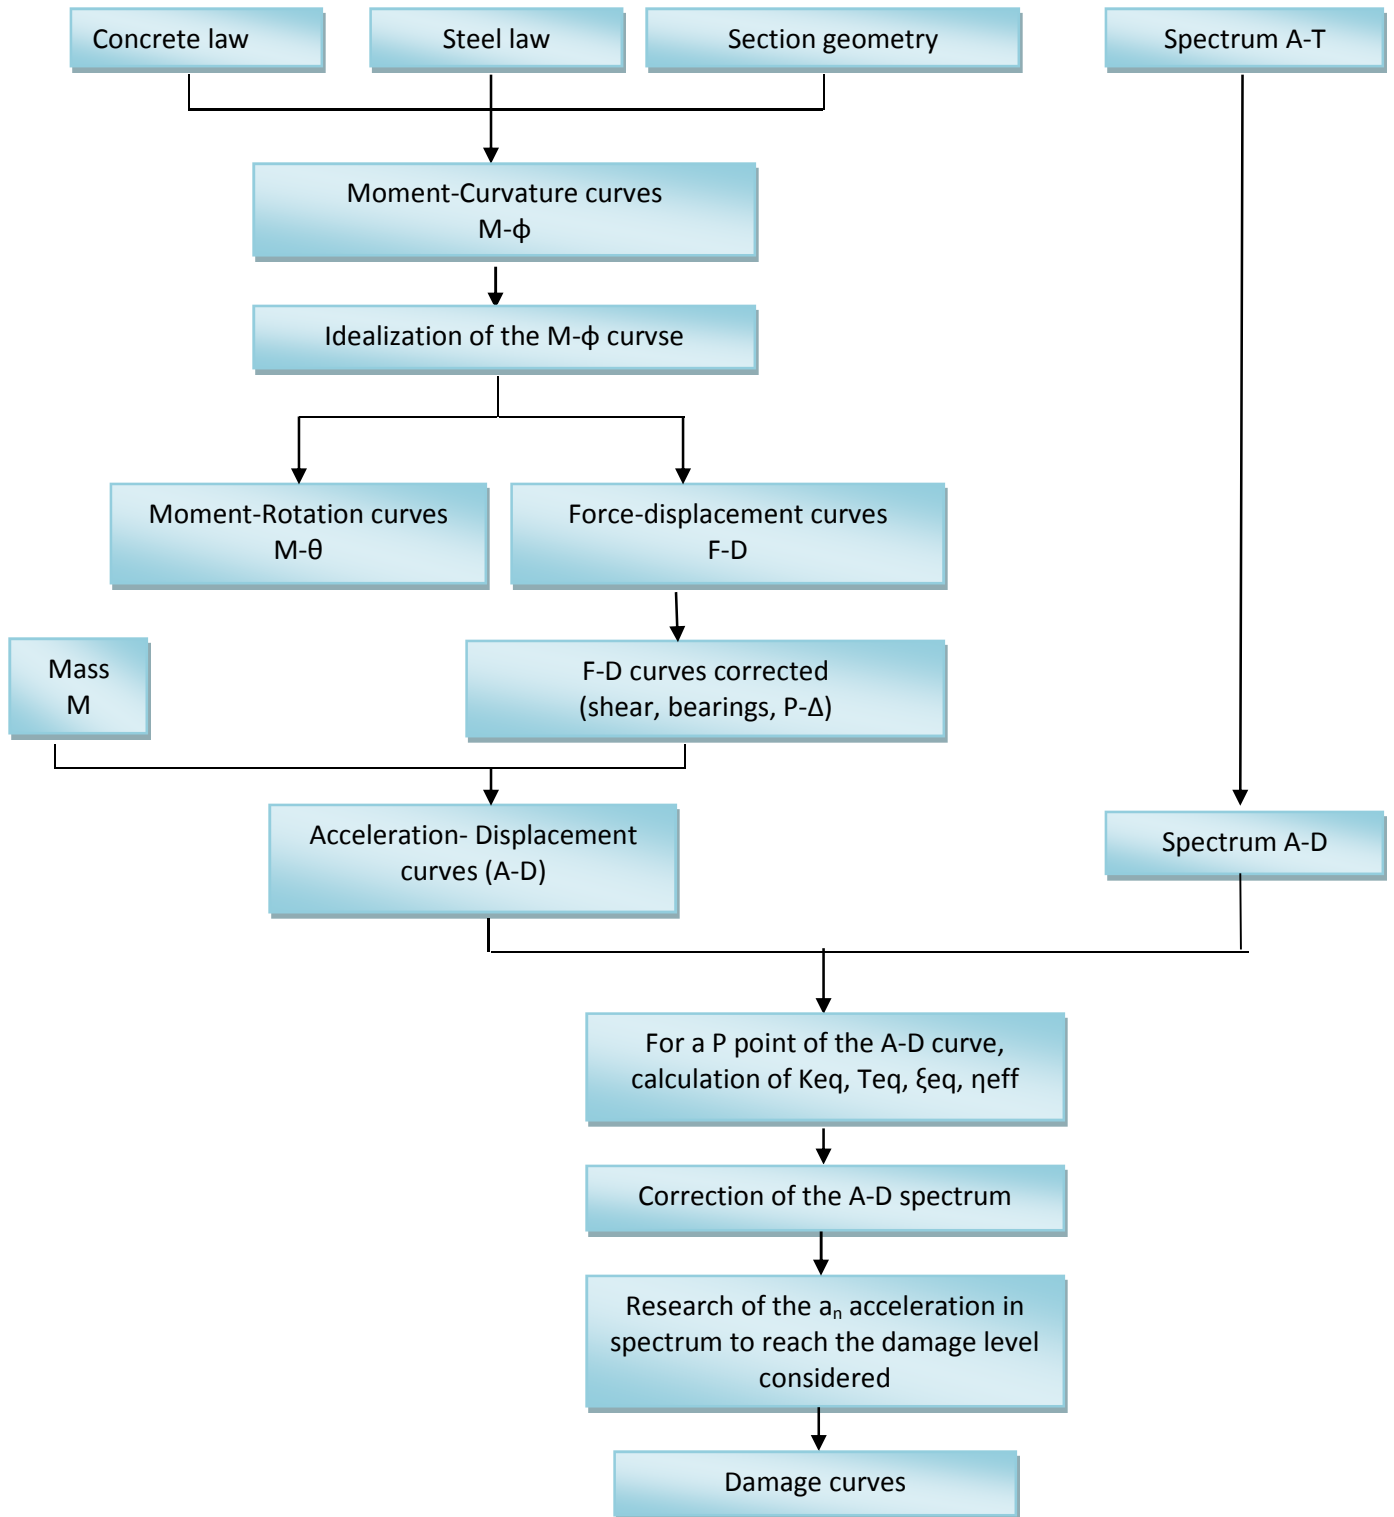 Concrete law
Steel law
Section geometry
Spectrum A-T
Moment-Curvature curves
M-ϕ
Idealization of the M-ϕ curvse
Moment-Rotation curves
M-θ
Force-displacement curves
F-D
Mass
M
F-D curves corrected
(shear, bearings, P-Δ)
Acceleration- Displacement
curves (A-D)
Spectrum A-D
For a P point of the A-D curve,
calculation of Keq, Teq, ξeq, ηeff
Correction of the A-D spectrum
Research of the aₙ acceleration in
spectrum to reach the damage level
considered
Damage curves